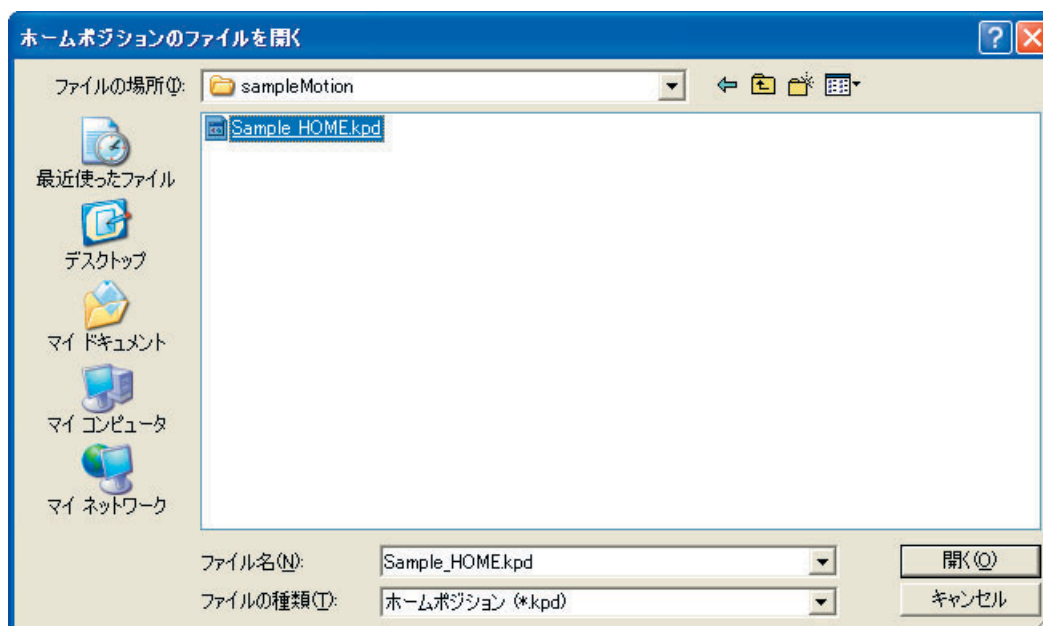 ホームポジションのファイルを開く
ファイルの場所(I):
sampleMotion
Sample_HOME.kpd
最近使ったファイル
デスクトップ
マイ ドキュメント
マイ コンピュータ
マイ ネットワーク
ファイル名(N):
Sample_HOME.kpd
開く(O)
ファイルの種類(T):
ホームポジション (*.kpd)
キャンセル